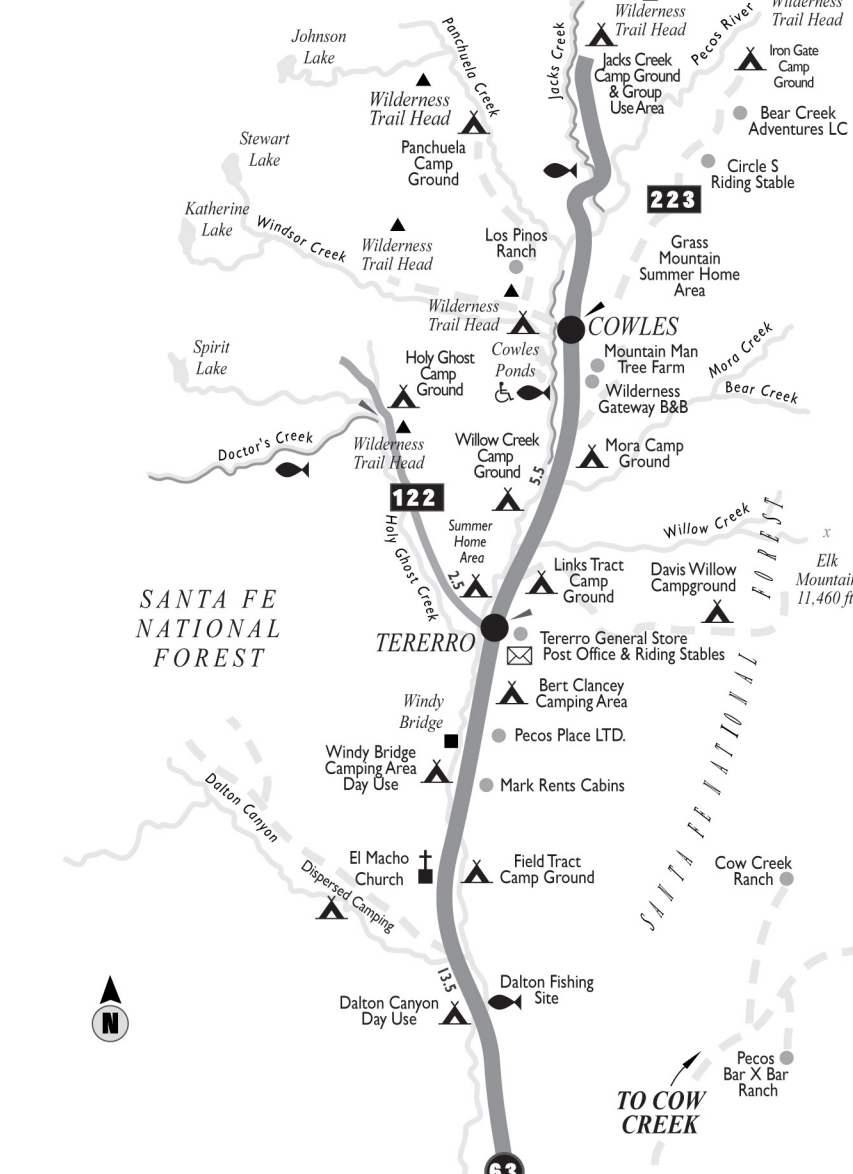 Wilderness
Trail Head
Wilderness
Trail Head
Pecos River
Johnson
Lake
Panchuela Creek
Jacks Creek
Jacks Creek
Camp Ground
& Group
Use Area
Iron Gate
Camp
Ground
Wilderness
Trail Head
Bear Creek
Adventures LC
Stewart
Lake
Panchuela
Camp
Ground
Circle S
Riding Stable
223
Katherine
Lake
Windsor Creek
Wilderness
Trail Head
Los Pinos
Ranch
Grass
Mountain
Summer Home
Area
Wilderness
Trail Head
COWLES
Spirit
Lake
Holy Ghost
Camp
Ground
Cowles
Ponds
Mountain Man
Tree Farm
Mora Creek
Wilderness
Gateway B&B
Bear Creek
Doctor's Creek
Wilderness
Trail Head
Willow Creek
Camp
Ground
Mora Camp
Ground
5.5
122
Holy Ghost Creek
Summer
Home
Area
2.5
Willow Creek
x
Elk
Mountain
11,460 ft
Links Tract
Camp
Ground
Davis Willow
Campground
SANTA FE
NATIONAL
FOREST
TERERRO
Tererro General Store
Post Office & Riding Stables
SANTA FE NATIONAL FOREST
Bert Clancey
Camping Area
Windy
Bridge
Pecos Place LTD.
Windy Bridge
Camping Area
Day Use
Mark Rents Cabins
Dalton Canyon
Dispersed Camping
El Macho
Church
Field Tract
Camp Ground
Cow Creek
Ranch
13.5
Dalton Fishing
Site
Dalton Canyon
Day Use
N
Pecos
Bar X Bar
Ranch
TO COW
CREEK
63